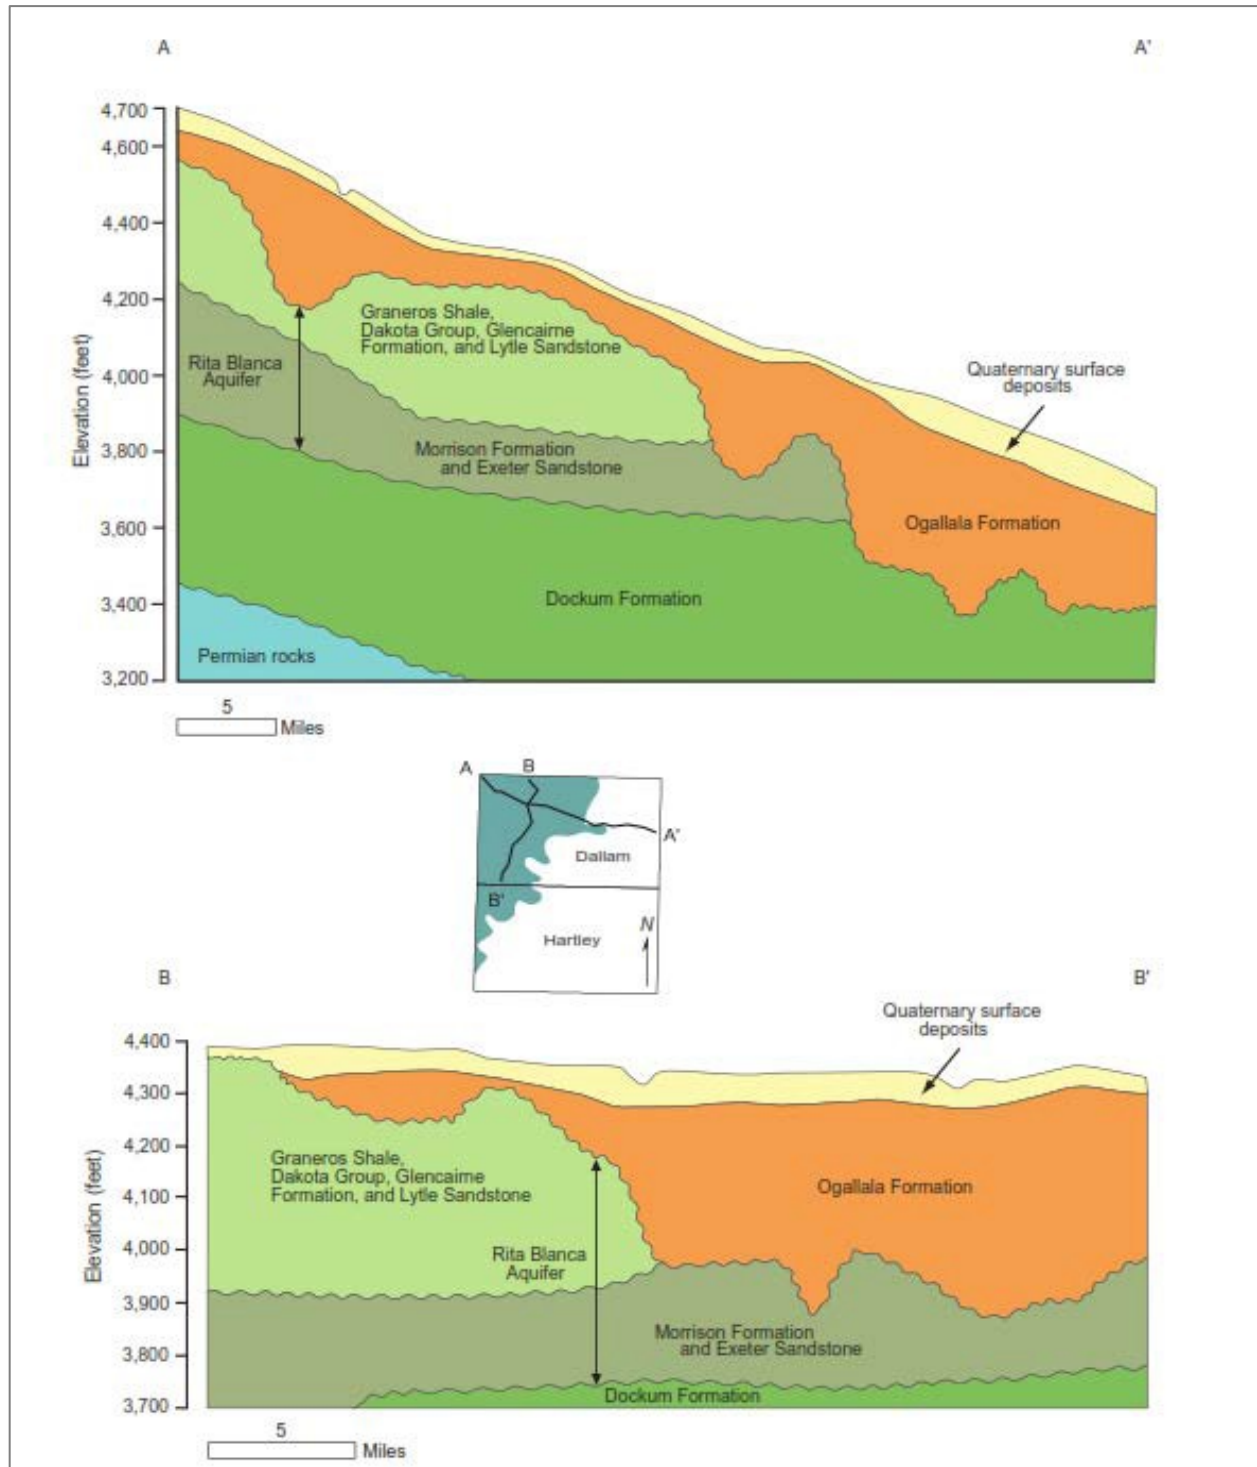 A
A'
4,700
4,600
4,400
4,200
4,000
3,800
3,600
3,400
3,200
Elevation (feet)
Graneros Shale,
Dakota Group, Glencairne
Formation, and Lytle Sandstone
Rita Blanca
Aquifer
Quaternary surface
deposits
Morrison Formation
and Exeter Sandstone
Ogallala Formation
Dockum Formation
Permian rocks
5
Miles
A
B
A'
Dallam
B'
Hartley
N
B
B'
Quaternary surface
deposits
4,400
4,300
4,200
4,100
4,000
3,900
3,800
3,700
Elevation (feet)
Graneros Shale,
Dakota Group, Glencairne
Formation, and Lytle Sandstone
Ogallala Formation
Rita Blanca
Aquifer
Morrison Formation
and Exeter Sandstone
Dockum Formation
5
Miles